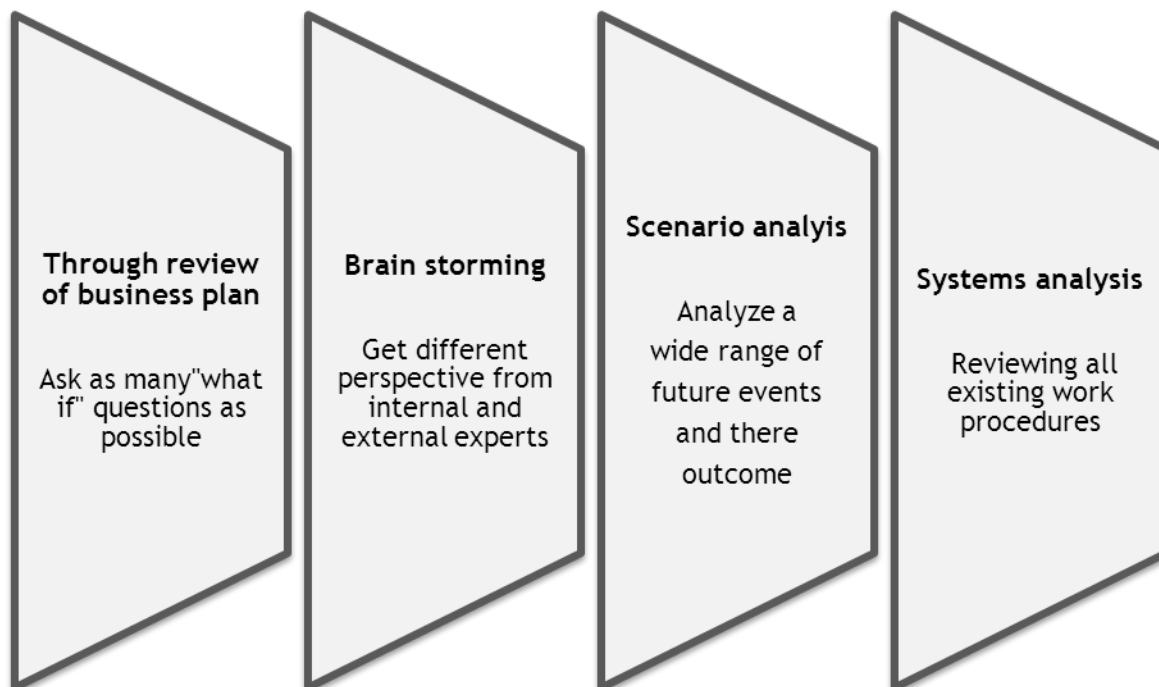 Through review
of business plan
Ask as many"what
if" questions as
possible
Brain storming
Get different
perspective from
internal and
external experts
Scenario analyis
Analyze a
wide range of
future events
and there
outcome
Systems analysis
Reviewing all
existing work
procedures